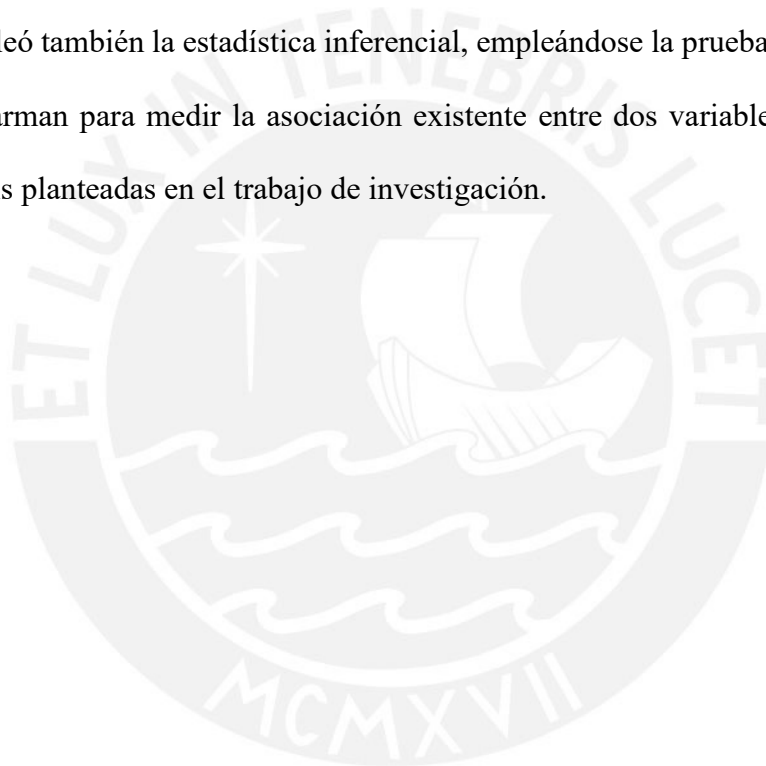 leó también la estadística inferencial, empleándose la prueba
arman para medir la asociación existente entre dos variable
s planteadas en el trabajo de investigación.
ET LUX IN TENEBRIS LUCET
MCMXVII